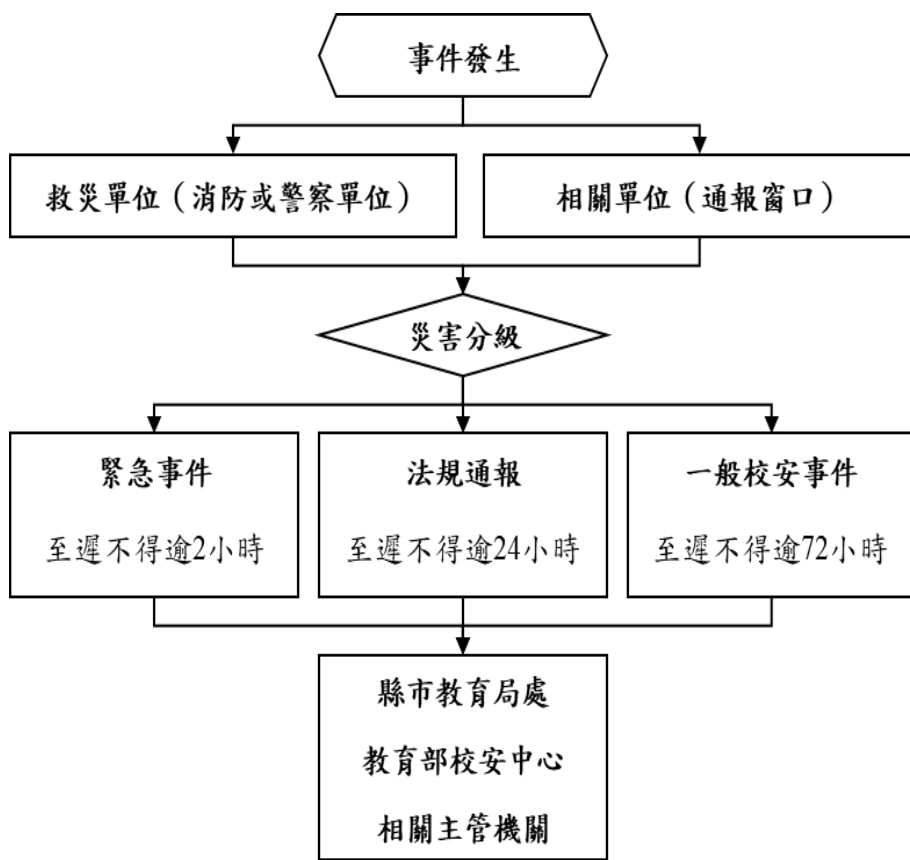 事件發生
救災單位（消防或警察單位）
相關單位（通報窗口）
災害分級
緊急事件
至遲不得逾2小時
法規通報
至遲不得逾24小時
一般校安事件
至遲不得逾72小時
縣市教育局處
教育部校安中心
相關主管機關